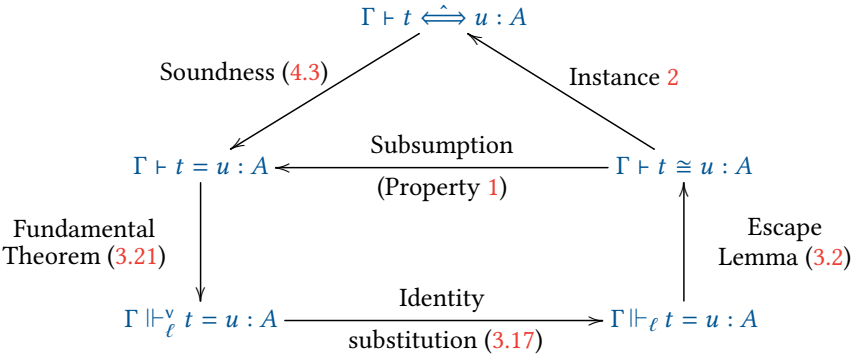 Γ ⊢ t ⟺̂ u : A
Soundness (4.3)
Instance 2
Subsumption
Γ ⊢ t = u : A
Γ ⊢ t ≅ u : A
(Property 1)
Fundamental
Theorem (3.21)
Escape
Lemma (3.2)
Identity
Γ ⊩ᵛ_ℓ t = u : A
Γ ⊩_ℓ t = u : A
substitution (3.17)